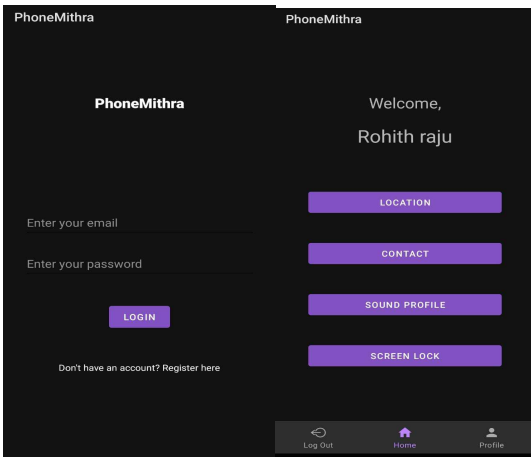 PhoneMithra
PhoneMithra
Enter your email
Enter your password
LOGIN
Don't have an account? Register here
PhoneMithra
Welcome,
Rohith raju
LOCATION
CONTACT
SOUND PROFILE
SCREEN LOCK
Log Out
Home
Profile